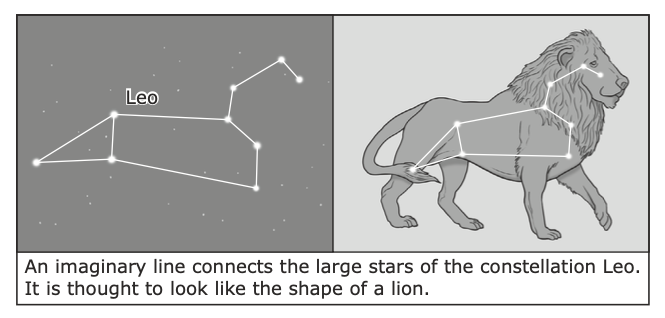 Leo
An imaginary line connects the large stars of the constellation Leo.
It is thought to look like the shape of a lion.